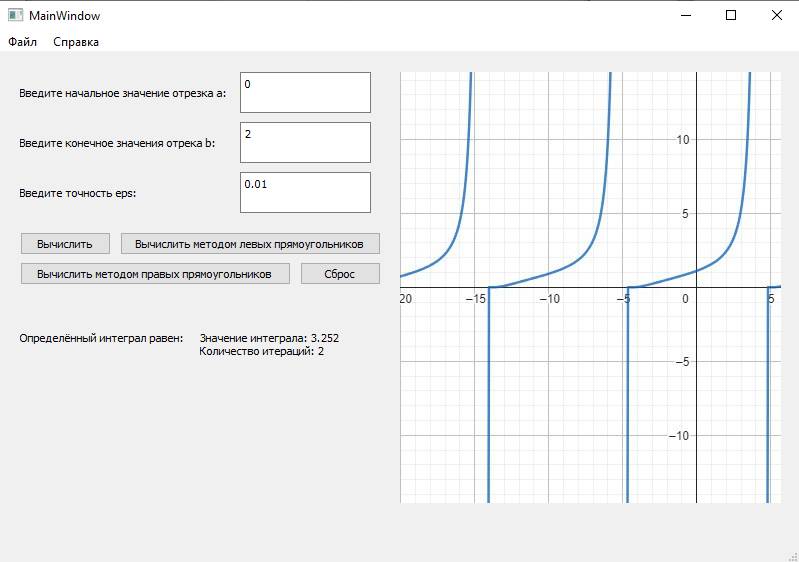 MainWindow
Файл Справка
Введите начальное значение отрезка a:
0
Введите конечное значения отрека b:
2
Введите точность eps:
0.01
Вычислить Вычислить методом левых прямоугольников
Вычислить методом правых прямоугольников Сброс
Определённый интеграл равен: Значение интеграла: 3.252
Количество итераций: 2
10
5
20 −15 −10 −5 0 5
−5
−10